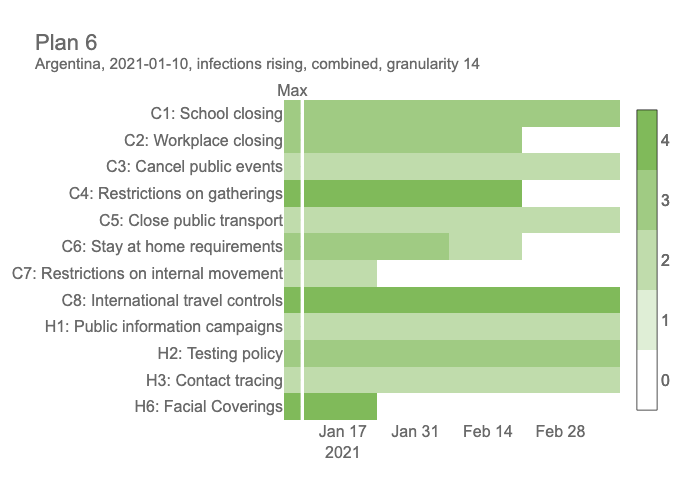 Plan 6
Argentina, 2021-01-10, infections rising, combined, granularity 14
Max
C1: School closing
C2: Workplace closing
C3: Cancel public events
C4: Restrictions on gatherings
C5: Close public transport
C6: Stay at home requirements
C7: Restrictions on internal movement
C8: International travel controls
H1: Public information campaigns
H2: Testing policy
H3: Contact tracing
H6: Facial Coverings
4
3
2
1
0
Jan 17 Jan 31 Feb 14 Feb 28
2021